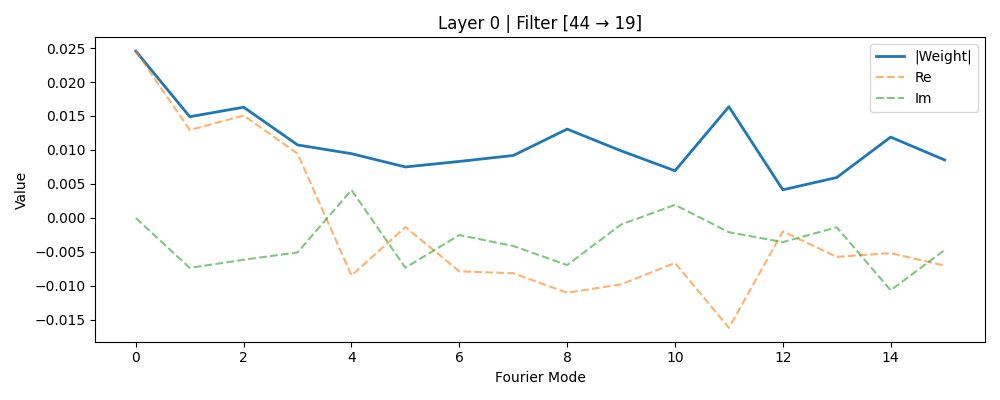 Layer 0 | Filter [44 → 19]
|Weight|
Re
Im
0.025
0.020
0.015
0.010
0.005
0.000
−0.005
−0.010
−0.015
Value
0 2 4 6 8 10 12 14
Fourier Mode